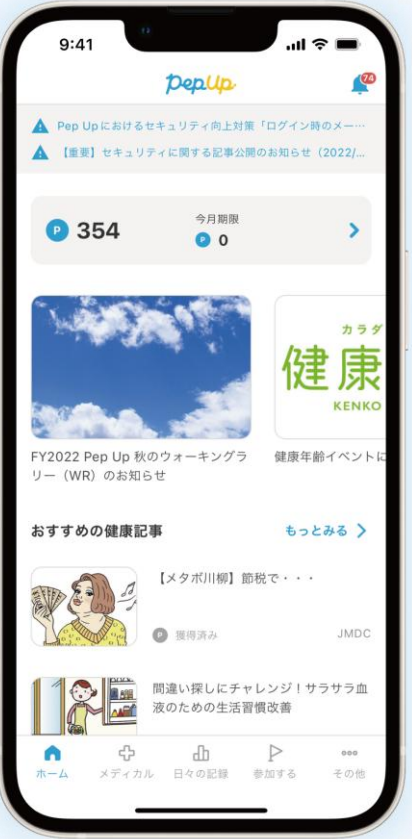 9:41
PepUp
74
Pep Upにおけるセキュリティ向上対策「ログイン時のメー…
【重要】セキュリティに関する記事公開のお知らせ（2022/...
P 354
今月期限
P 0
カラダ
健康
KENKO
FY2022 Pep Up 秋のウォーキングラ
リー（WR）のお知らせ
健康年齢イベントに
おすすめの健康記事
もっとみる
【メタボ川柳】節税で・・・
P 獲得済み
JMDC
間違い探しにチャレンジ！サラサラ血
液のための生活習慣改善
ホーム
メディカル
日々の記録
参加する
その他